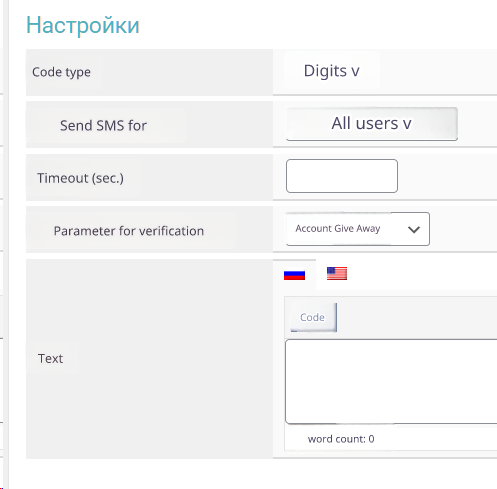 Настройки
Code type
Digits v
Send SMS for
All users v
Timeout (sec.)
Parameter for verification
Account Give Away
Code
Text
word count: 0